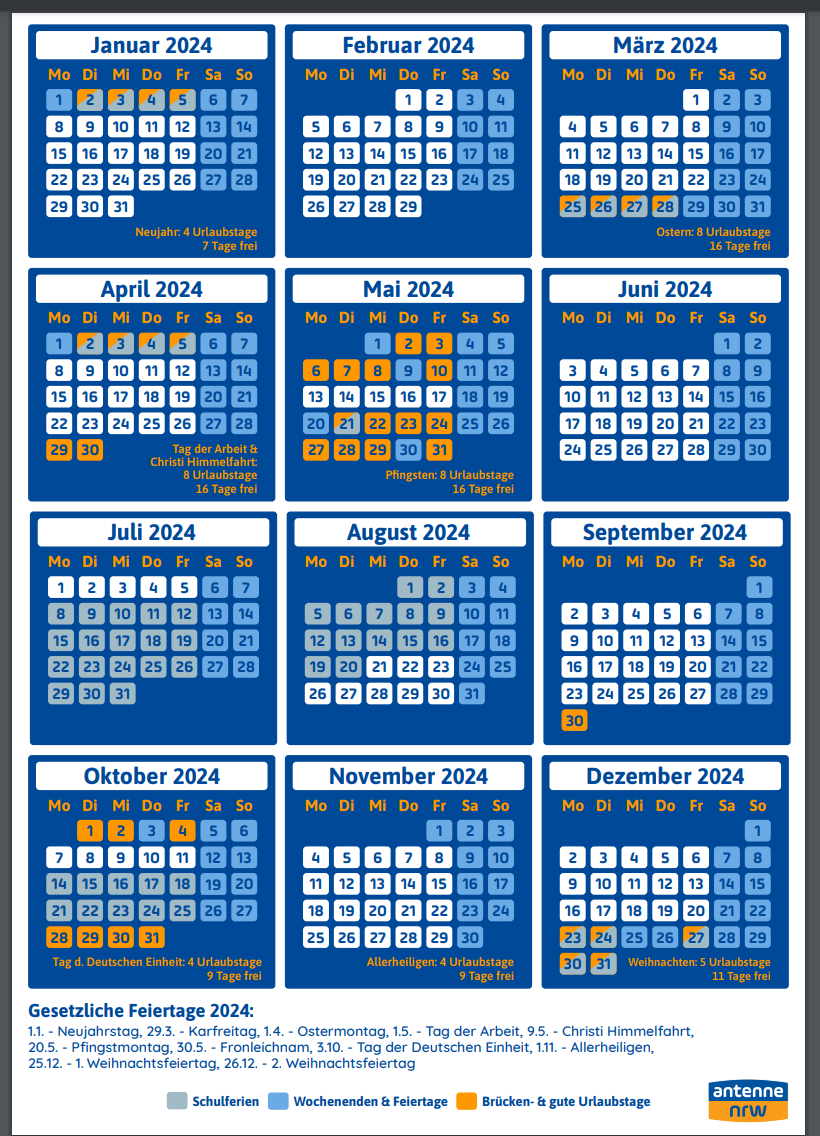 Januar 2024
Mo Di Mi Do Fr Sa So
1 2 3 4 5 6 7
8 9 10 11 12 13 14
15 16 17 18 19 20 21
22 23 24 25 26 27 28
29 30 31
Neujahr: 4 Urlaubstage
7 Tage frei
Februar 2024
Mo Di Mi Do Fr Sa So
1 2 3 4
5 6 7 8 9 10 11
12 13 14 15 16 17 18
19 20 21 22 23 24 25
26 27 28 29
März 2024
Mo Di Mi Do Fr Sa So
1 2 3
4 5 6 7 8 9 10
11 12 13 14 15 16 17
18 19 20 21 22 23 24
25 26 27 28 29 30 31
Ostern: 8 Urlaubstage
16 Tage frei
April 2024
Mo Di Mi Do Fr Sa So
1 2 3 4 5 6 7
8 9 10 11 12 13 14
15 16 17 18 19 20 21
22 23 24 25 26 27 28
29 30
Tag der Arbeit &
Christi Himmelfahrt:
8 Urlaubstage
16 Tage frei
Mai 2024
Mo Di Mi Do Fr Sa So
1 2 3 4 5
6 7 8 9 10 11 12
13 14 15 16 17 18 19
20 21 22 23 24 25 26
27 28 29 30 31
Pfingsten: 8 Urlaubstage
16 Tage frei
Juni 2024
Mo Di Mi Do Fr Sa So
1 2
3 4 5 6 7 8 9
10 11 12 13 14 15 16
17 18 19 20 21 22 23
24 25 26 27 28 29 30
Juli 2024
Mo Di Mi Do Fr Sa So
1 2 3 4 5 6 7
8 9 10 11 12 13 14
15 16 17 18 19 20 21
22 23 24 25 26 27 28
29 30 31
August 2024
Mo Di Mi Do Fr Sa So
1 2 3 4
5 6 7 8 9 10 11
12 13 14 15 16 17 18
19 20 21 22 23 24 25
26 27 28 29 30 31
September 2024
Mo Di Mi Do Fr Sa So
1
2 3 4 5 6 7 8
9 10 11 12 13 14 15
16 17 18 19 20 21 22
23 24 25 26 27 28 29
30
Oktober 2024
Mo Di Mi Do Fr Sa So
1 2 3 4 5 6
7 8 9 10 11 12 13
14 15 16 17 18 19 20
21 22 23 24 25 26 27
28 29 30 31
Tag d. Deutschen Einheit: 4 Urlaubstage
9 Tage frei
November 2024
Mo Di Mi Do Fr Sa So
1 2 3
4 5 6 7 8 9 10
11 12 13 14 15 16 17
18 19 20 21 22 23 24
25 26 27 28 29 30
Allerheiligen: 4 Urlaubstage
9 Tage frei
Dezember 2024
Mo Di Mi Do Fr Sa So
1
2 3 4 5 6 7 8
9 10 11 12 13 14 15
16 17 18 19 20 21 22
23 24 25 26 27 28 29
30 31
Weihnachten: 5 Urlaubstage
11 Tage frei
Gesetzliche Feiertage 2024:
1.1. - Neujahrstag, 29.3. - Karfreitag, 1.4. - Ostermontag, 1.5. - Tag der Arbeit, 9.5. - Christi Himmelfahrt,
20.5. - Pfingstmontag, 30.5. - Fronleichnam, 3.10. - Tag der Deutschen Einheit, 1.11. - Allerheiligen,
25.12. - 1. Weihnachtsfeiertag, 26.12. - 2. Weihnachtsfeiertag
Schulferien Wochenenden & Feiertage Brücken- & gute Urlaubstage
antenne
nrw